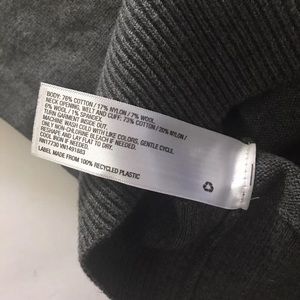 BODY: 76% COTTON / 17% NYLON / 7% WOOL.
NECK OPENING, WELT AND CUFF: 73% COTTON / 20% NYLON /
6% WOOL / 1% SPANDEX.
TURN GARMENT INSIDE OUT.
MACHINE WASH COLD WITH LIKE COLORS, GENTLE CYCLE.
ONLY NON-CHLORINE BLEACH IF NEEDED.
RESHAPE AND LAY FLAT TO DRY.
COOL IRON IF NEEDED.
LABEL MADE FROM 100% RECYCLED PLASTIC